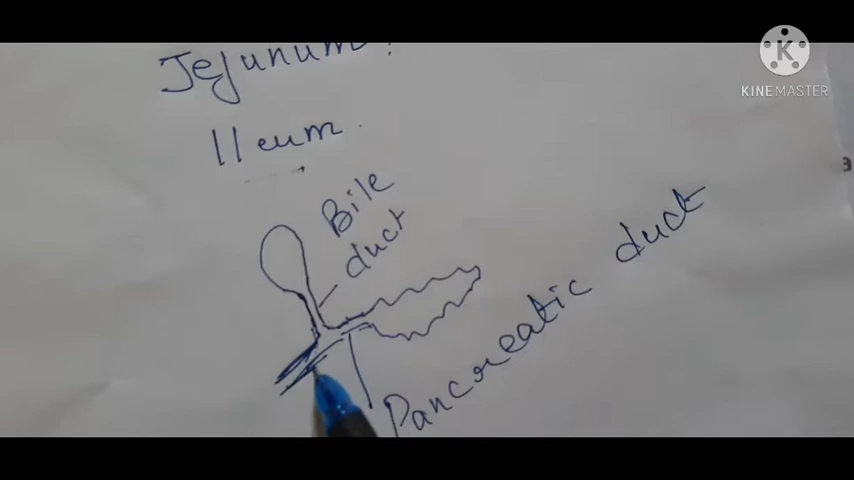 Jejunum
Ileum
Bile
duct
Pancreatic duct
K
KINEMASTER